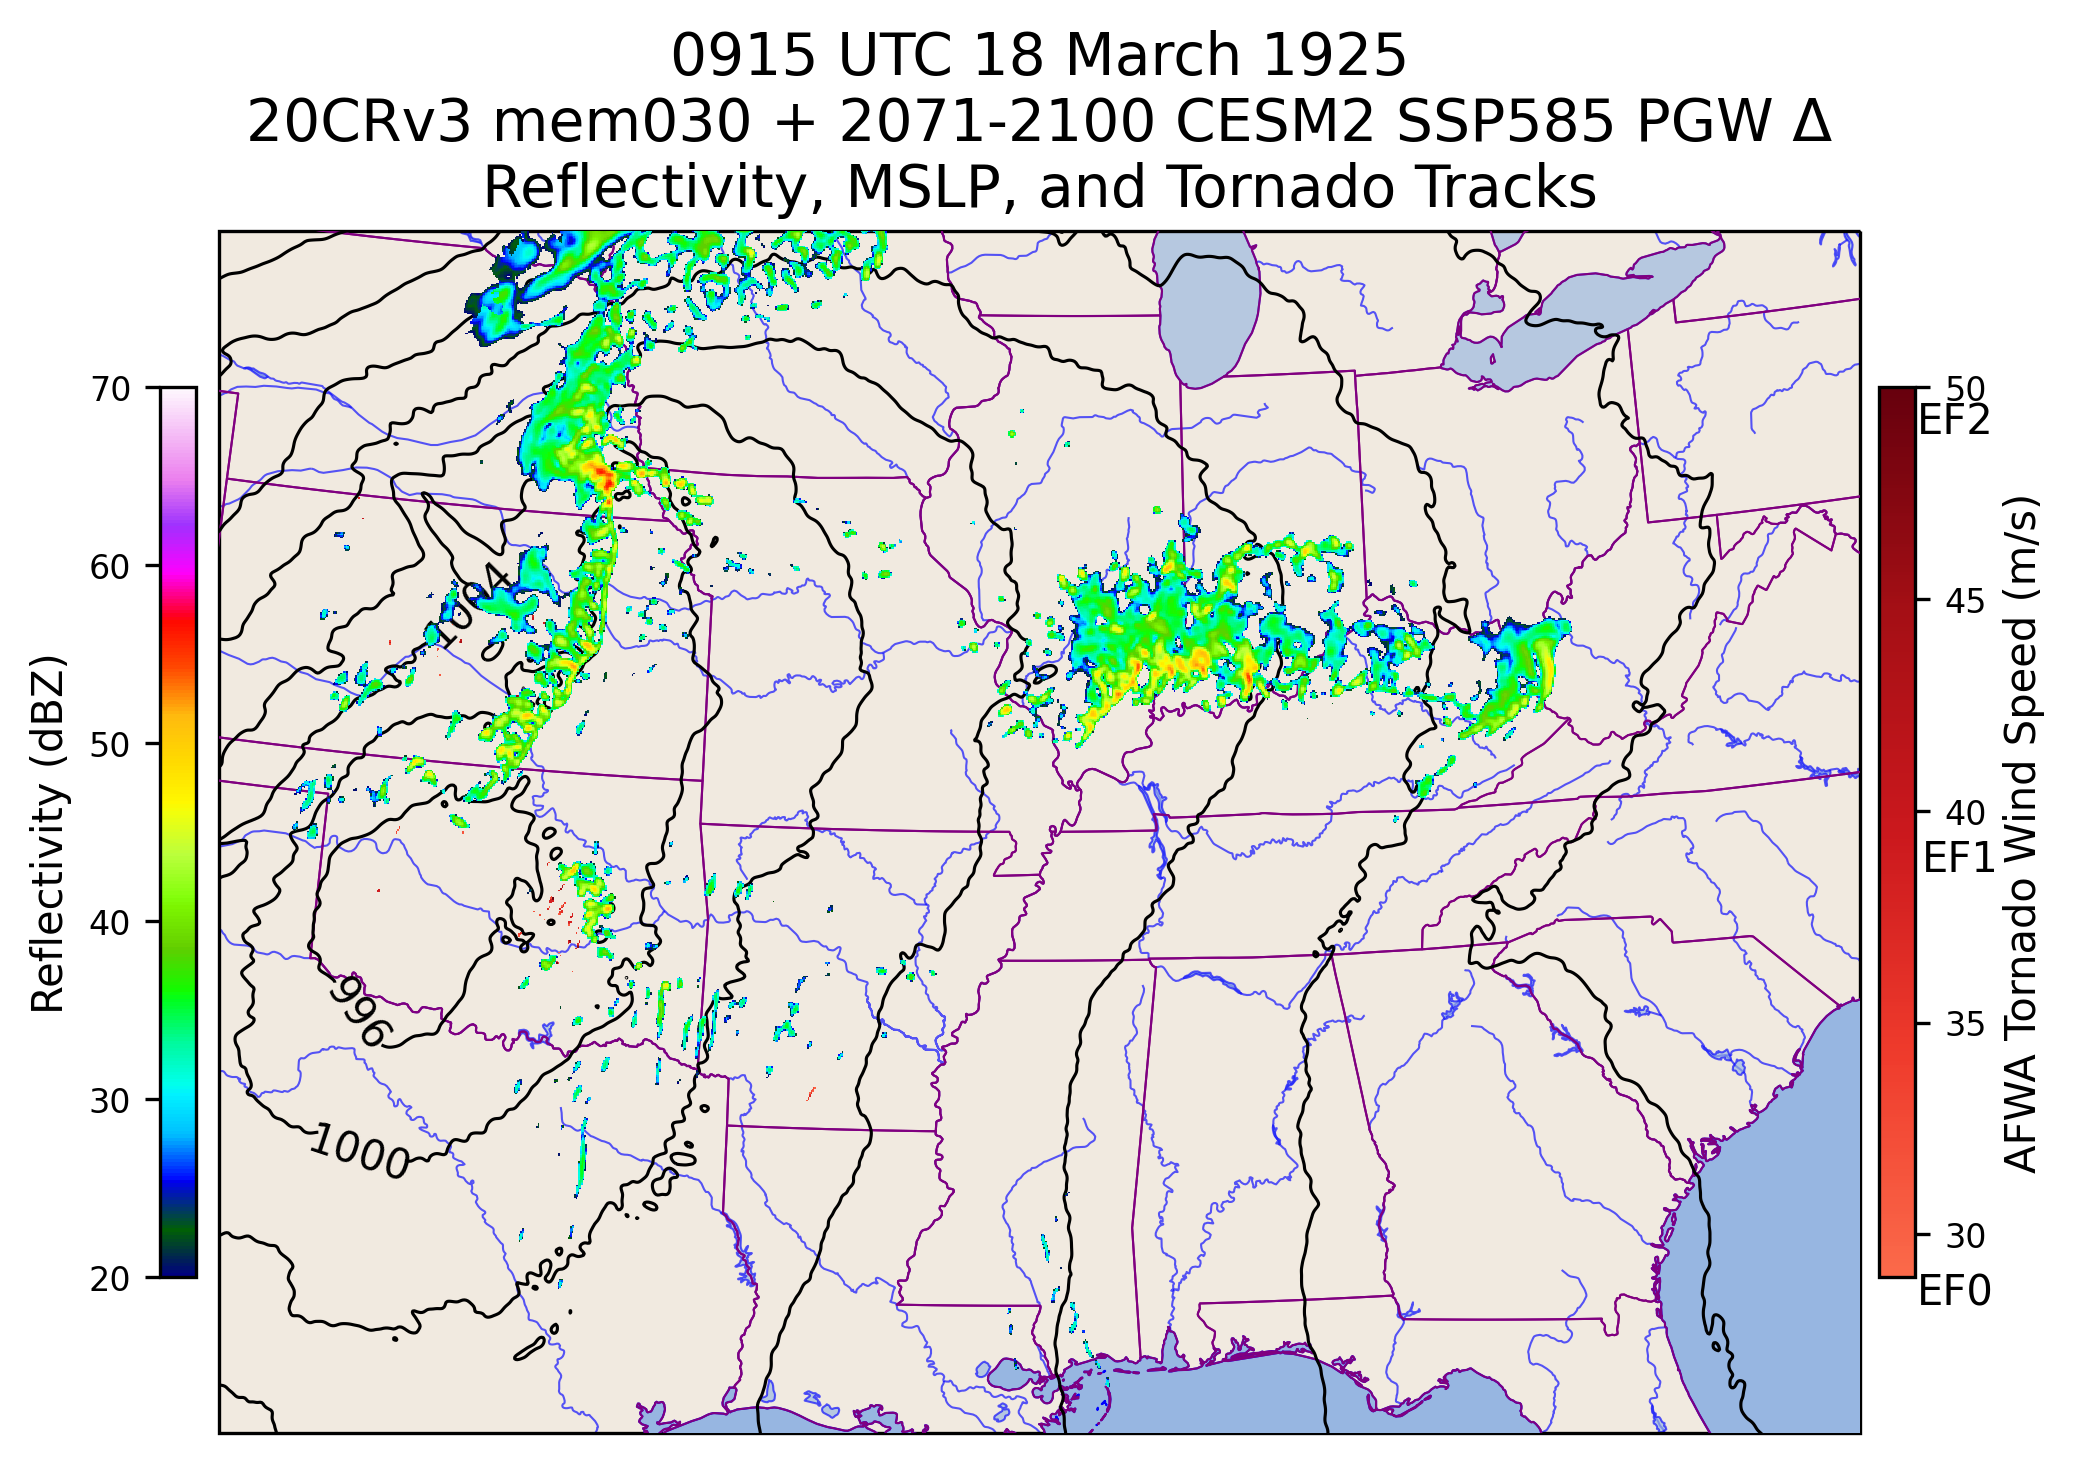 0915 UTC 18 March 1925
20CRv3 mem030 + 2071-2100 CESM2 SSP585 PGW Δ
Reflectivity, MSLP, and Tornado Tracks
Reflectivity (dBZ)
70
60
50
40
30
20
1004
996
1000
50
EF2
45
40
EF1
35
30
EF0
AFWA Tornado Wind Speed (m/s)